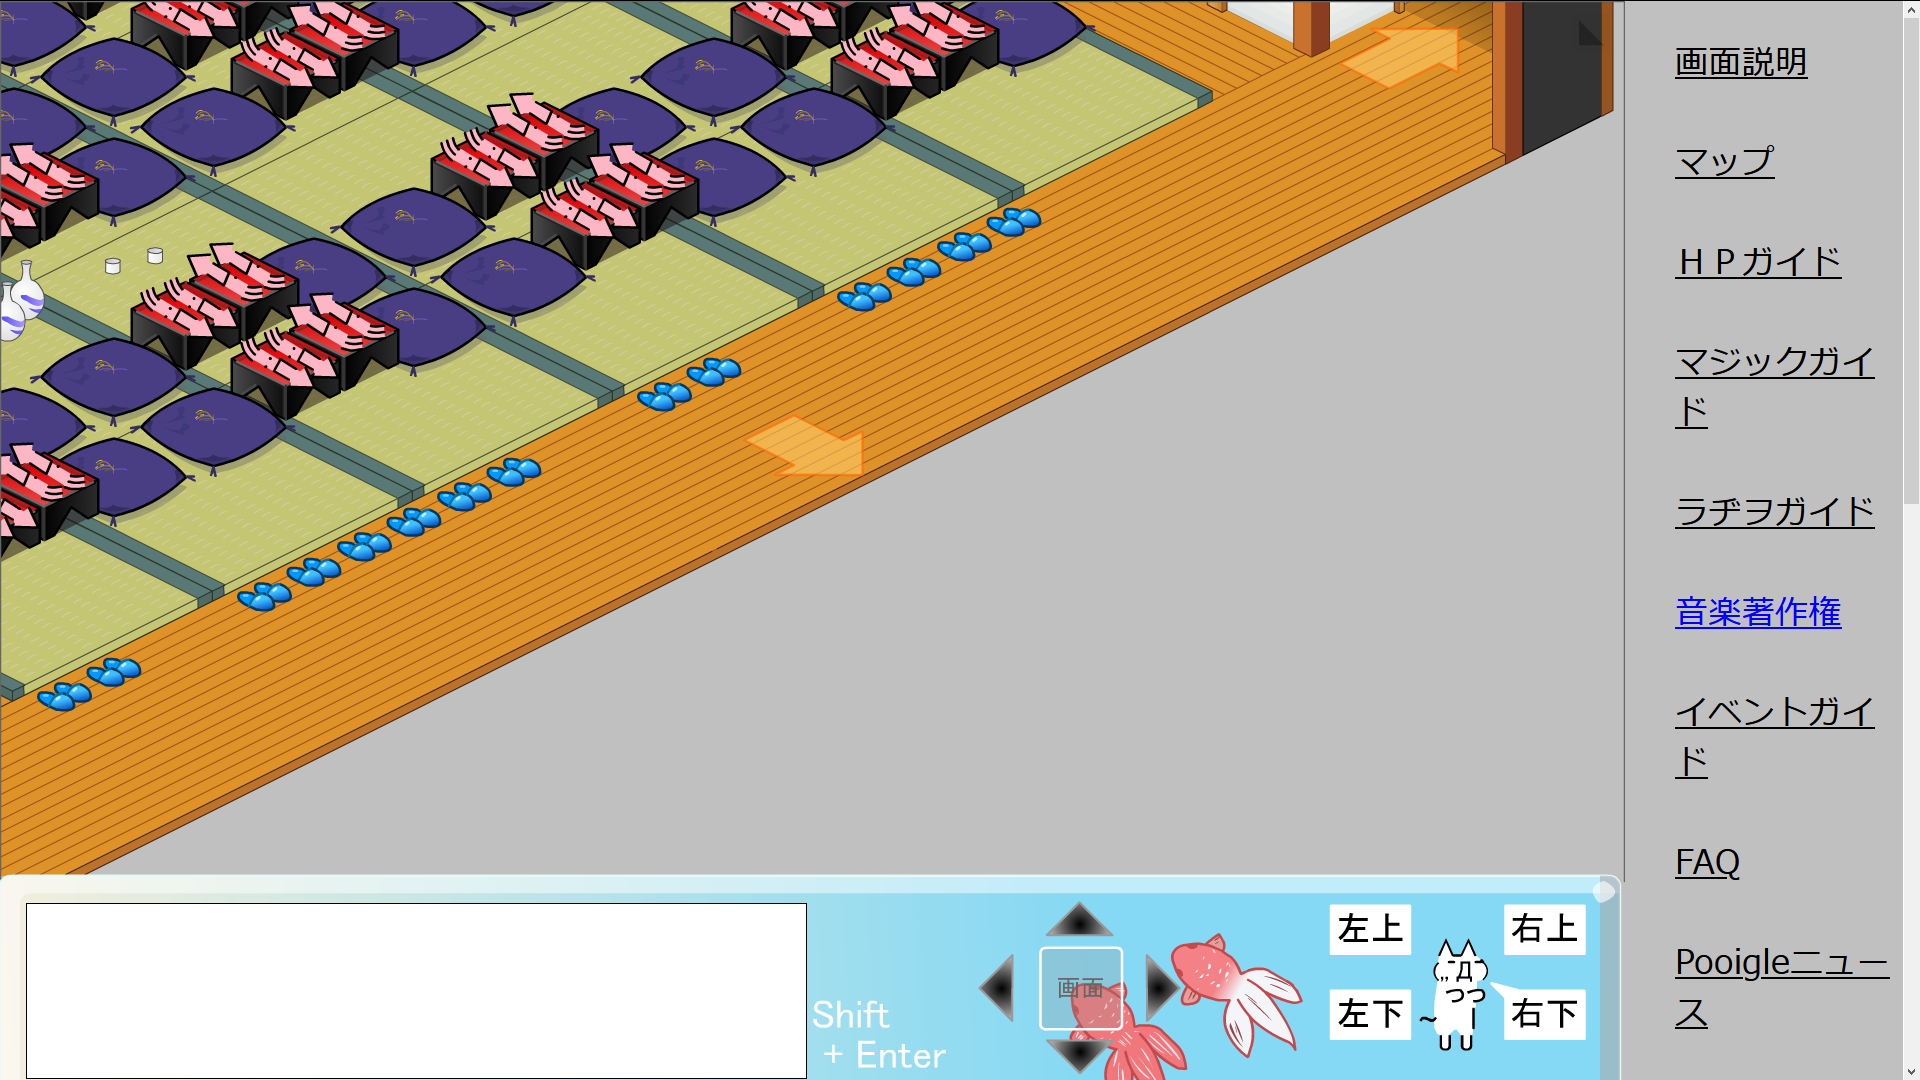 画面説明
マップ
ＨＰガイド
マジックガイ
ド
ラヂヲガイド
音楽著作権
イベントガイ
ド
FAQ
Pooigleニュー
ス
Shift
+ Enter
画面
左上
右上
左下
右下